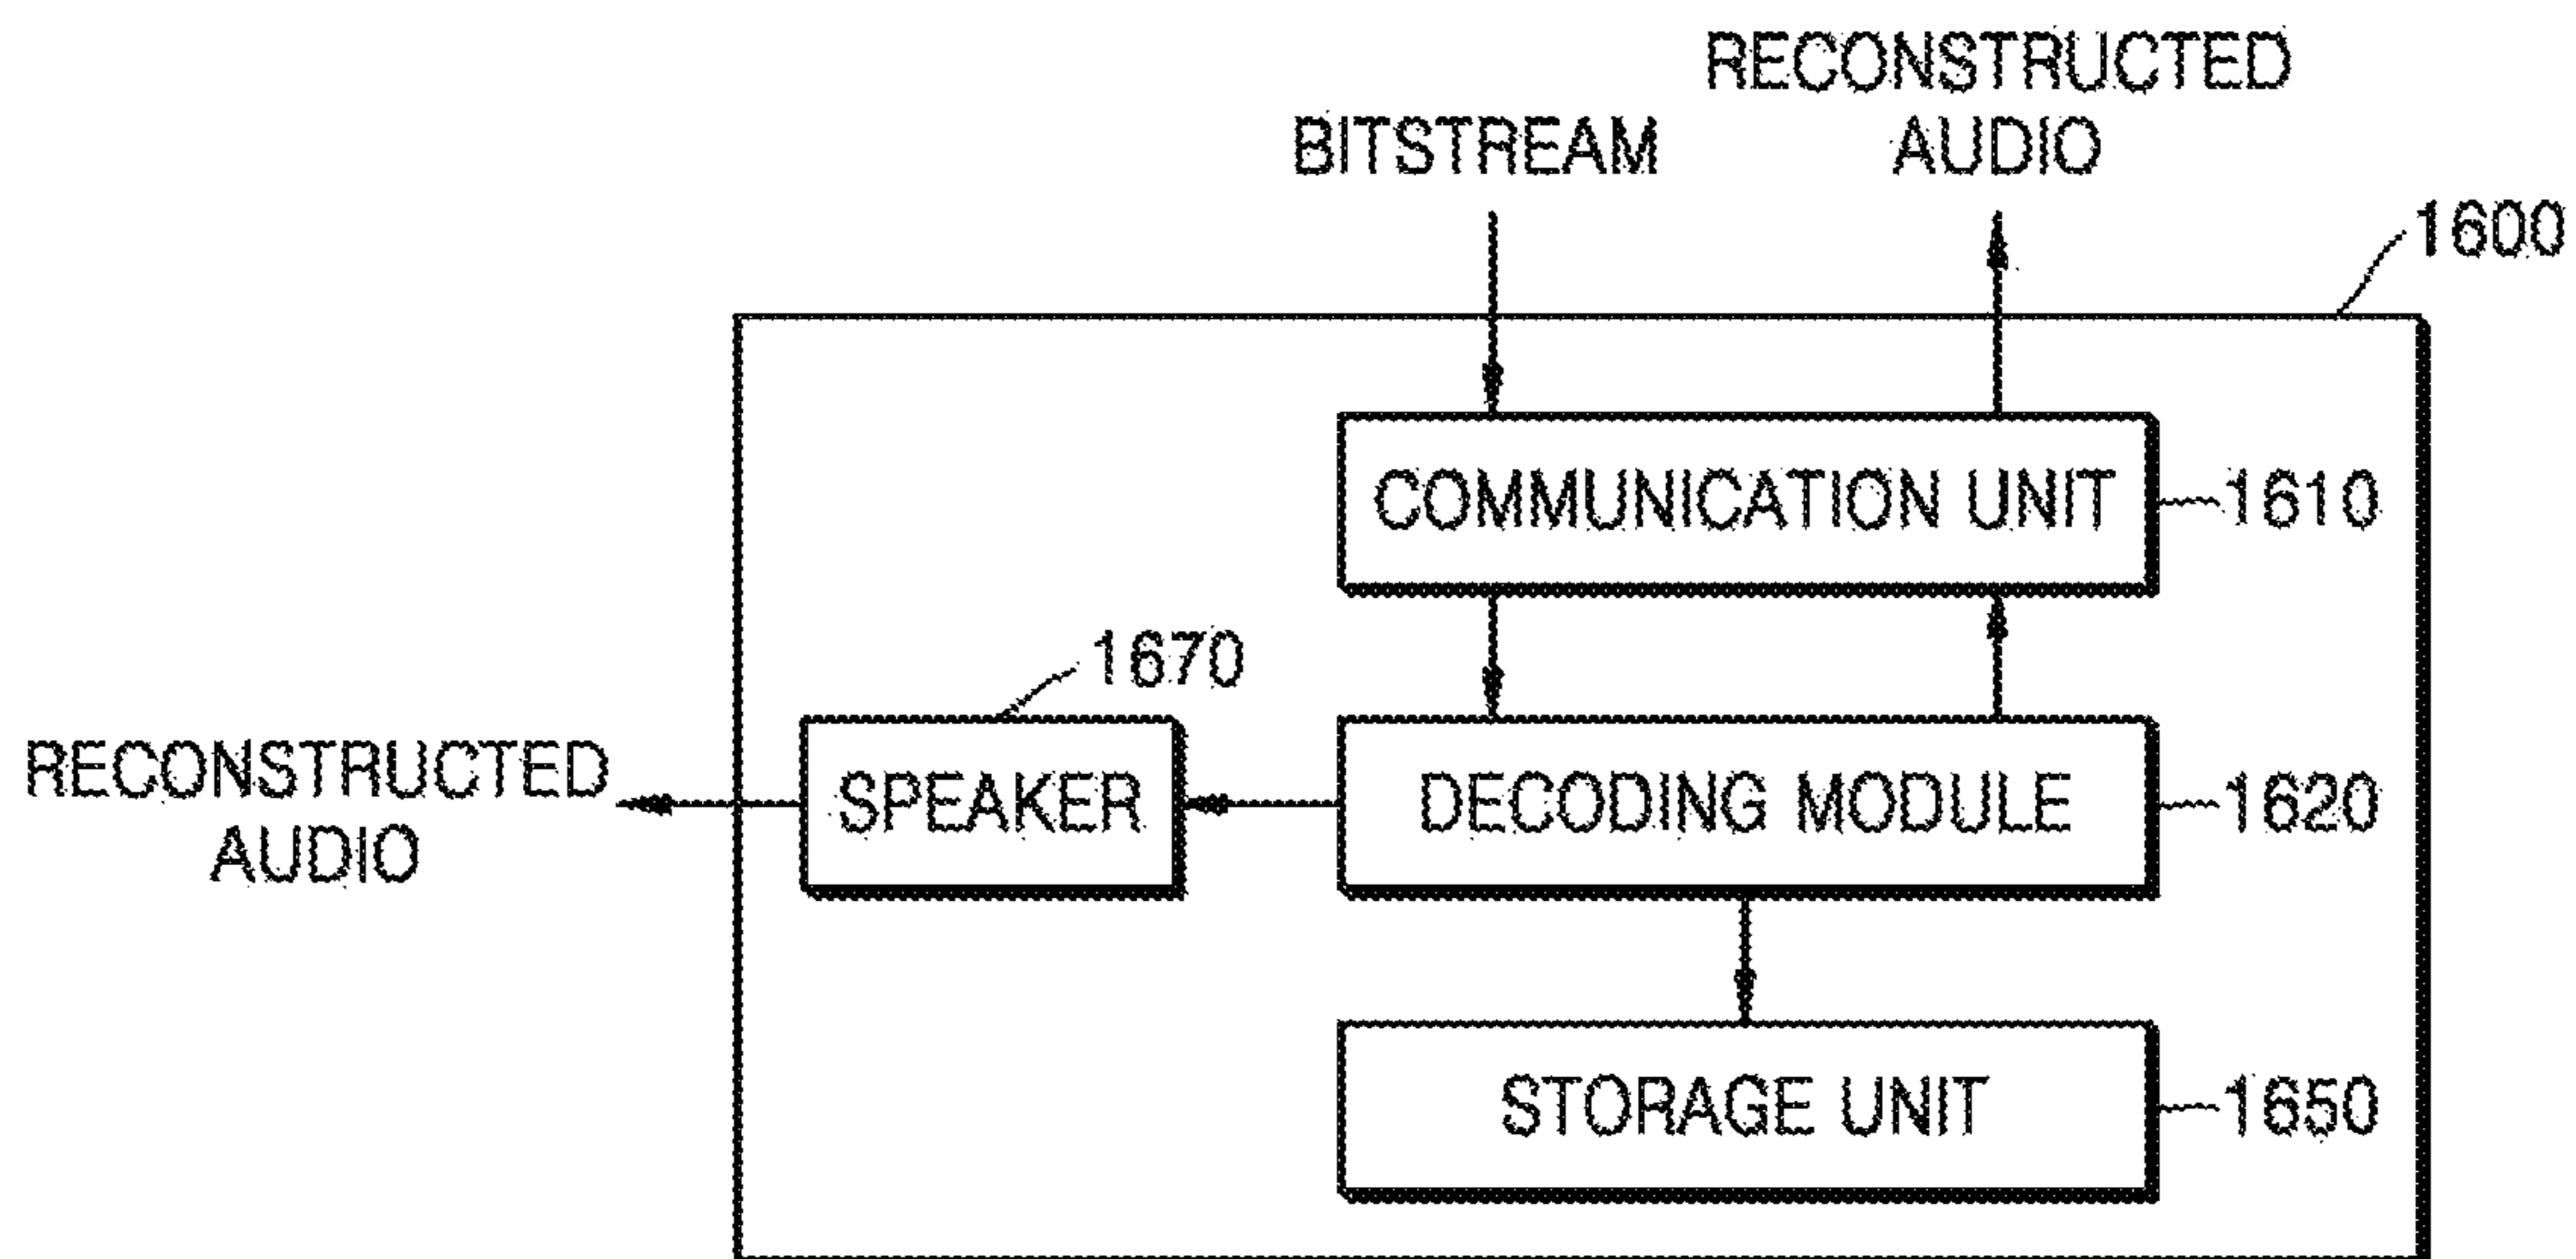 RECONSTRUCTED
AUDIO
BITSTREAM
1600
COMMUNICATION UNIT
1610
1670
RECONSTRUCTED
AUDIO
SPEAKER
DECODING MODULE
1620
STORAGE UNIT
1650